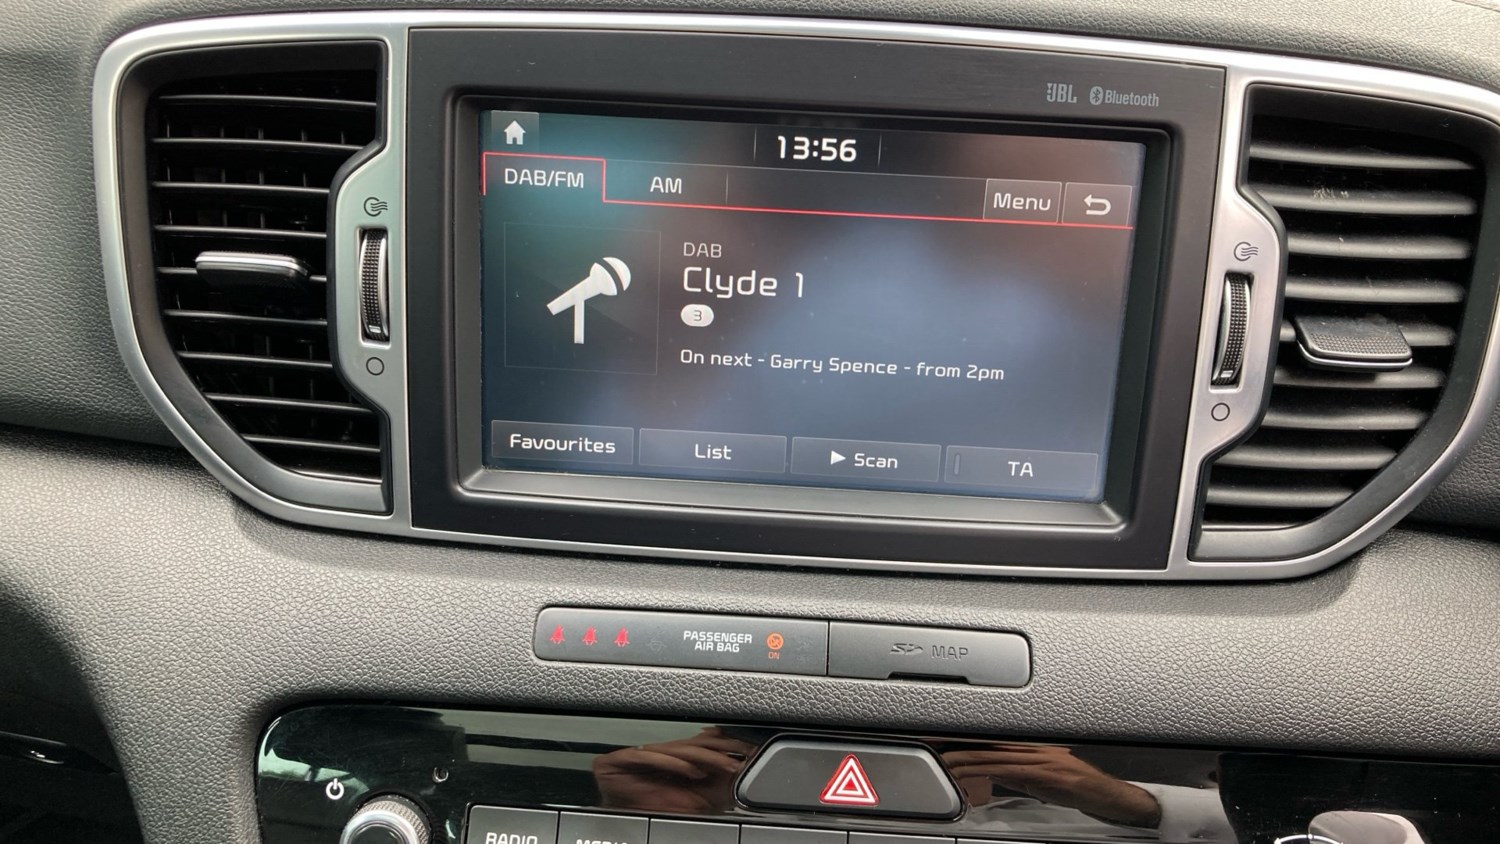 JBL Bluetooth
13:56
DAB/FM
AM
Menu
DAB
Clyde 1
3
On next - Garry Spence - from 2pm
Favourites
List
Scan
TA
PASSENGER
AIR BAG
ON
MAP
RADIO
MEDIA